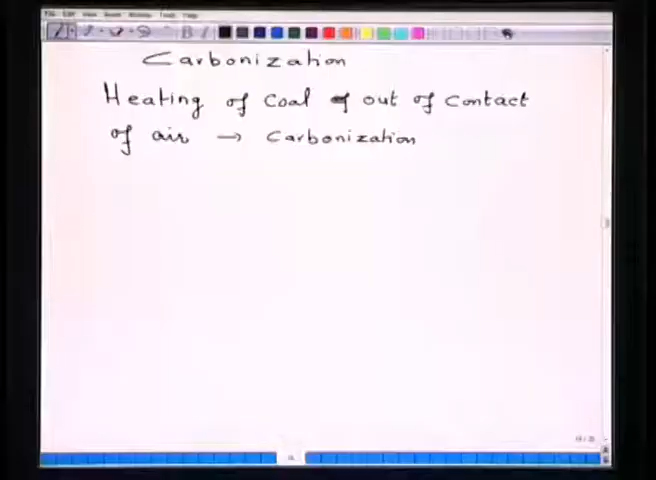 Carbonization
Heating of coal out of contact
of air → carbonization